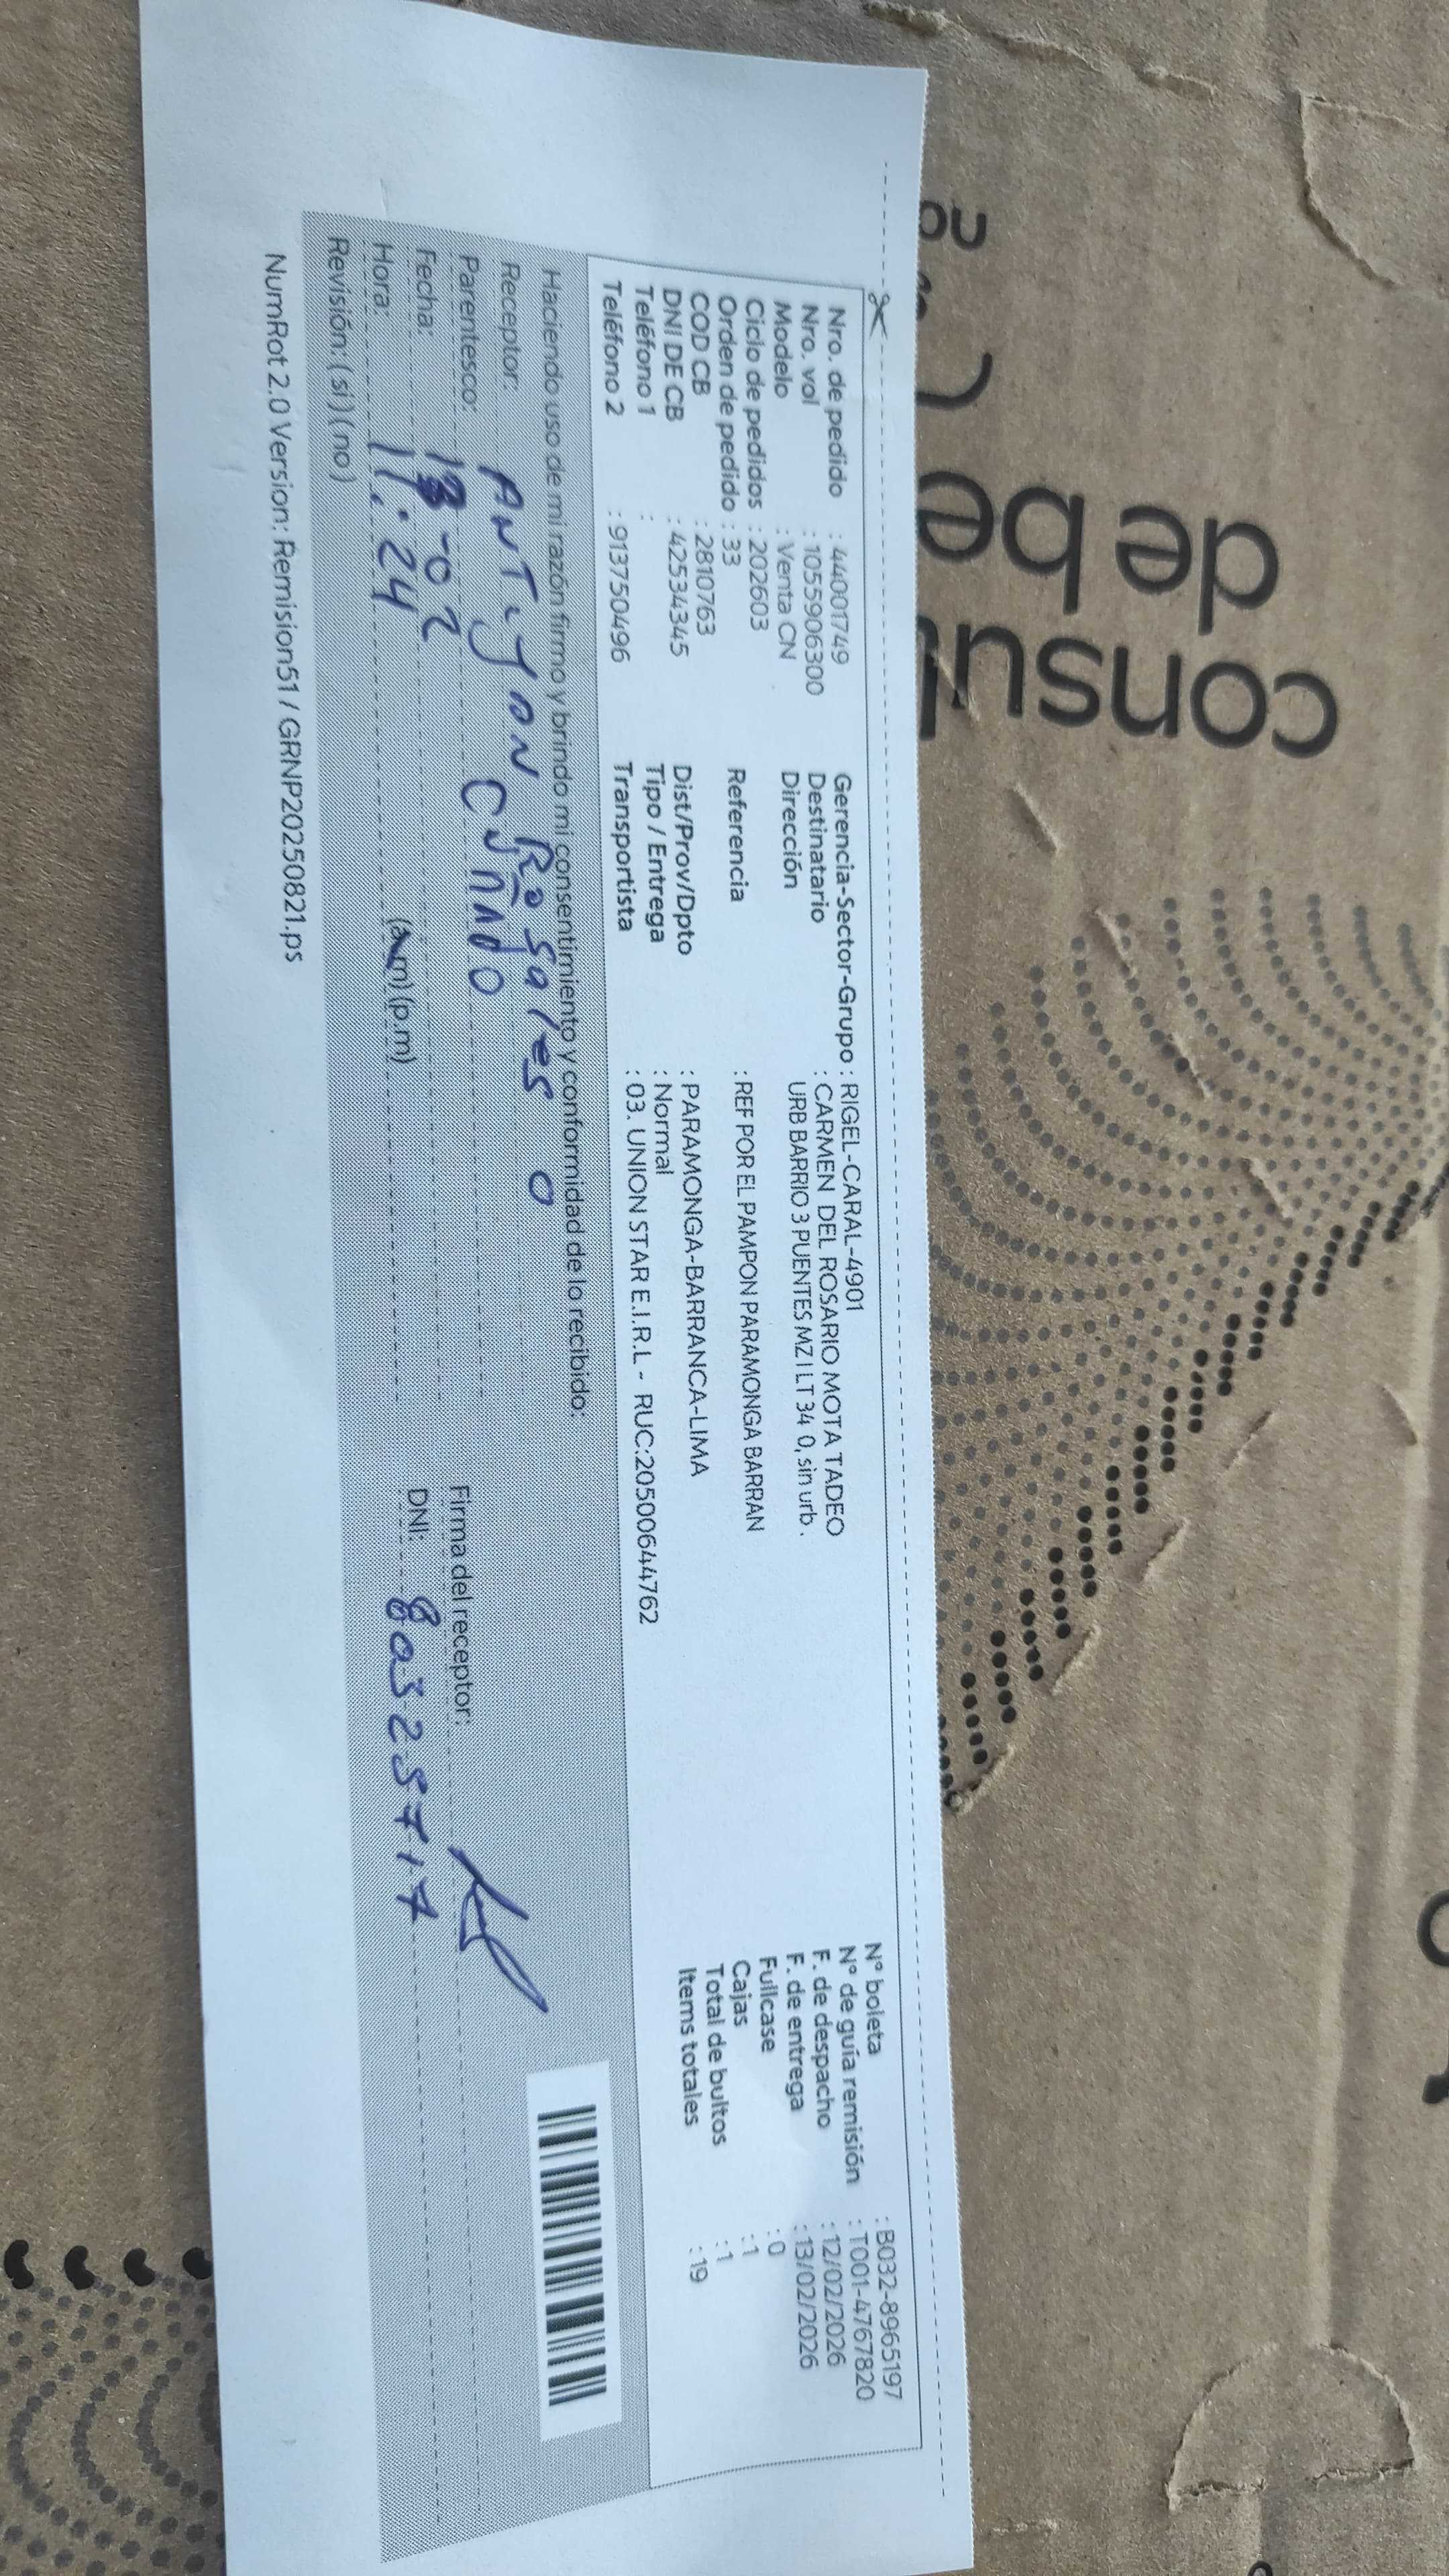 Nro. de pedido : 440001749
Nro. vol : 1055906300
Modelo : Venta CN
Ciclo de pedidos : 202603
Orden de pedido : 33
COD CB : 2810763
DNI DE CB : 42534345
Teléfono 1 :
Teléfono 2 : 913750496
Gerencia-Sector-Grupo : RIGEL-CARAL-4901
Destinatario : CARMEN DEL ROSARIO MOTA TADEO
Dirección : URB BARRIO 3 PUENTES MZ I LT 34 0, sin urb .
Referencia : REF POR EL PAMPON PARAMONGA BARRAN
Dist/Prov/Dpto : PARAMONGA-BARRANCA-LIMA
Tipo / Entrega : Normal
Transportista : 03. UNION STAR E.I.R.L - RUC:20500644762
N° boleta : B032-8965197
N° de guía remisión : T001-4767820
F. de despacho : 12/02/2026
F. de entrega : 13/02/2026
Fullcase : 0
Cajas : 1
Total de bultos : 1
Items totales : 19
Haciendo uso de mi razón firmo y brindo mi consentimiento y conformidad de lo recibido:
Receptor: Rosales O
Parentesco: CUÑADO
Fecha: 13-02
Hora: 11:24 (a.m) (p.m)
Revisión: ( si ) ( no )
Firma del receptor:
DNI: 80325717
NumRot 2.0 Version: Remision51 / GRNP20250821.ps
consu
de be